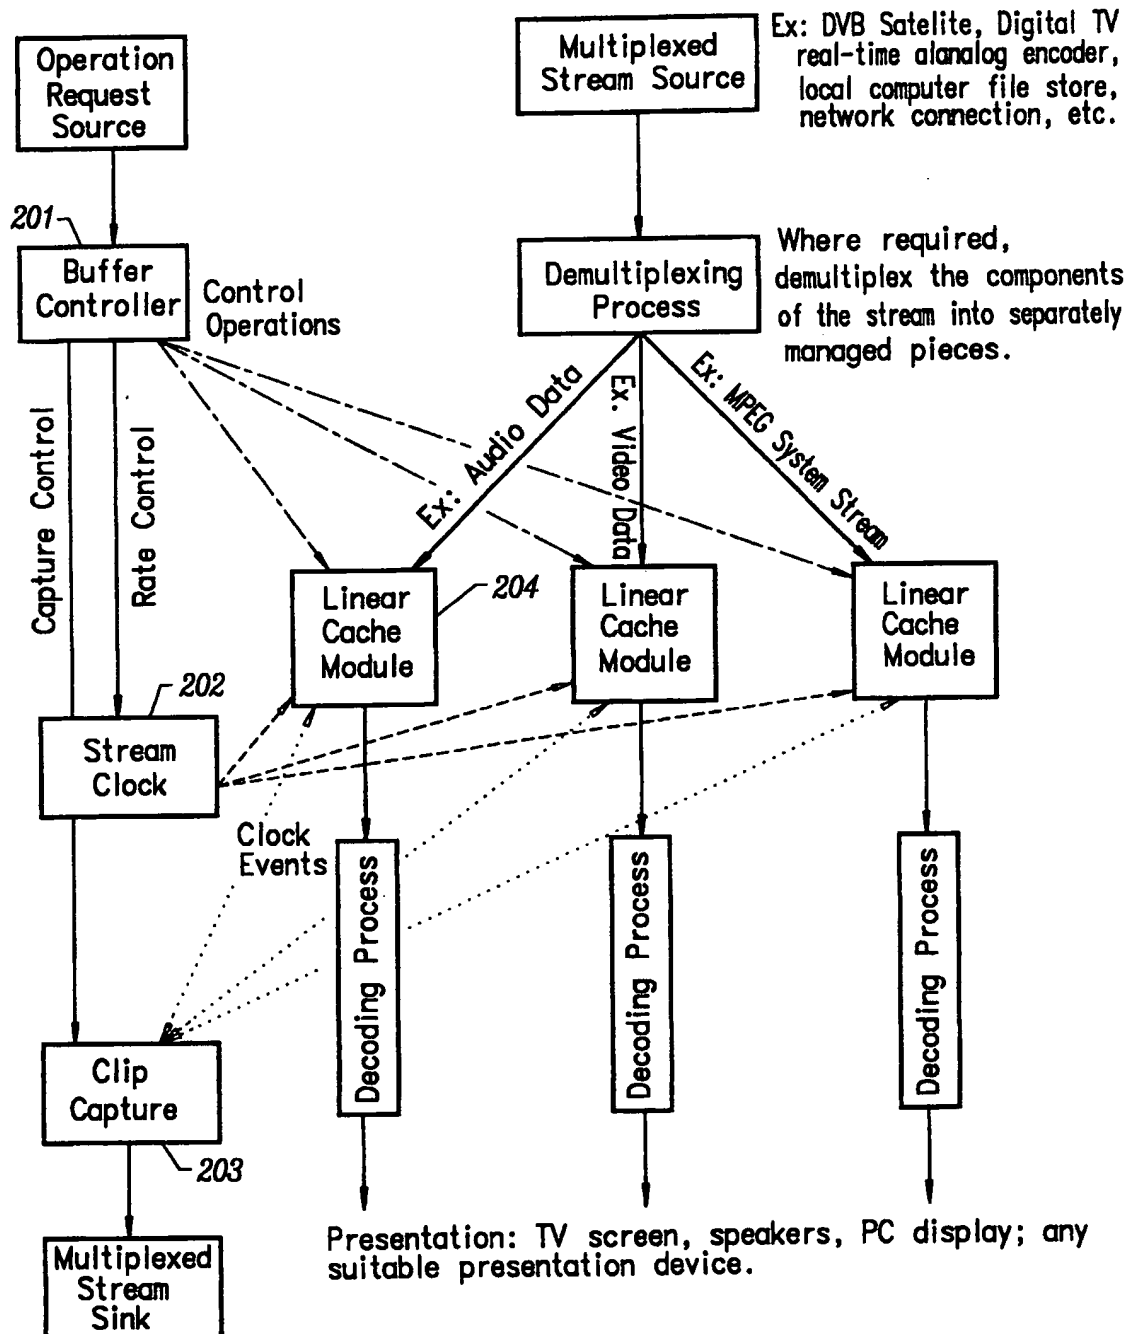 Operation
Request
Source
Multiplexed
Stream Source
Ex: DVB Satelite, Digital TV
real-time alanalog encoder,
local computer file store,
network connection, etc.
201
Buffer
Controller
Control
Operations
Demultiplexing
Process
Where required,
demultiplex the components
of the stream into separately
managed pieces.
Capture Control
Rate Control
Ex: Audio Data
Ex. Video Data
Ex: MPEG System Stream
Linear
Cache
Module
204
Linear
Cache
Module
Linear
Cache
Module
202
Stream
Clock
Clock
Events
Decoding Process
Decoding Process
Decoding Process
Clip
Capture
203
Multiplexed
Stream
Sink
Presentation: TV screen, speakers, PC display; any
suitable presentation device.